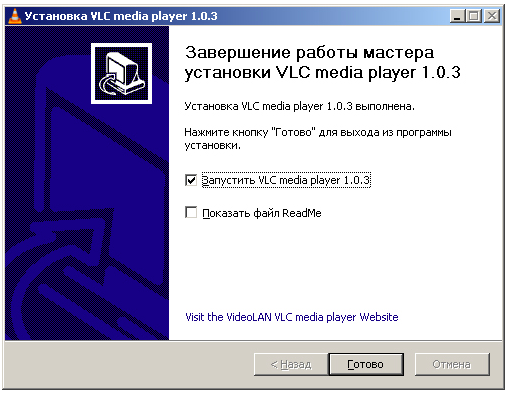 Установка VLC media player 1.0.3
Завершение работы мастера
установки VLC media player 1.0.3
Установка VLC media player 1.0.3 выполнена.
Нажмите кнопку "Готово" для выхода из программы
установки.
Запустить VLC media player 1.0.3
Показать файл ReadMe
Visit the VideoLAN VLC media player Website
< Назад
Готово
Отмена